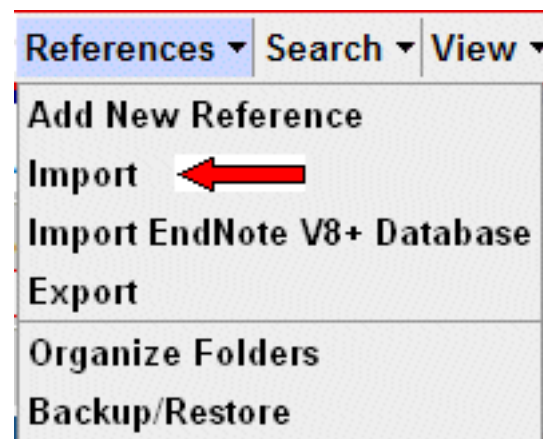 References Search View
Add New Reference
Import
Import EndNote V8+ Database
Export
Organize Folders
Backup/Restore